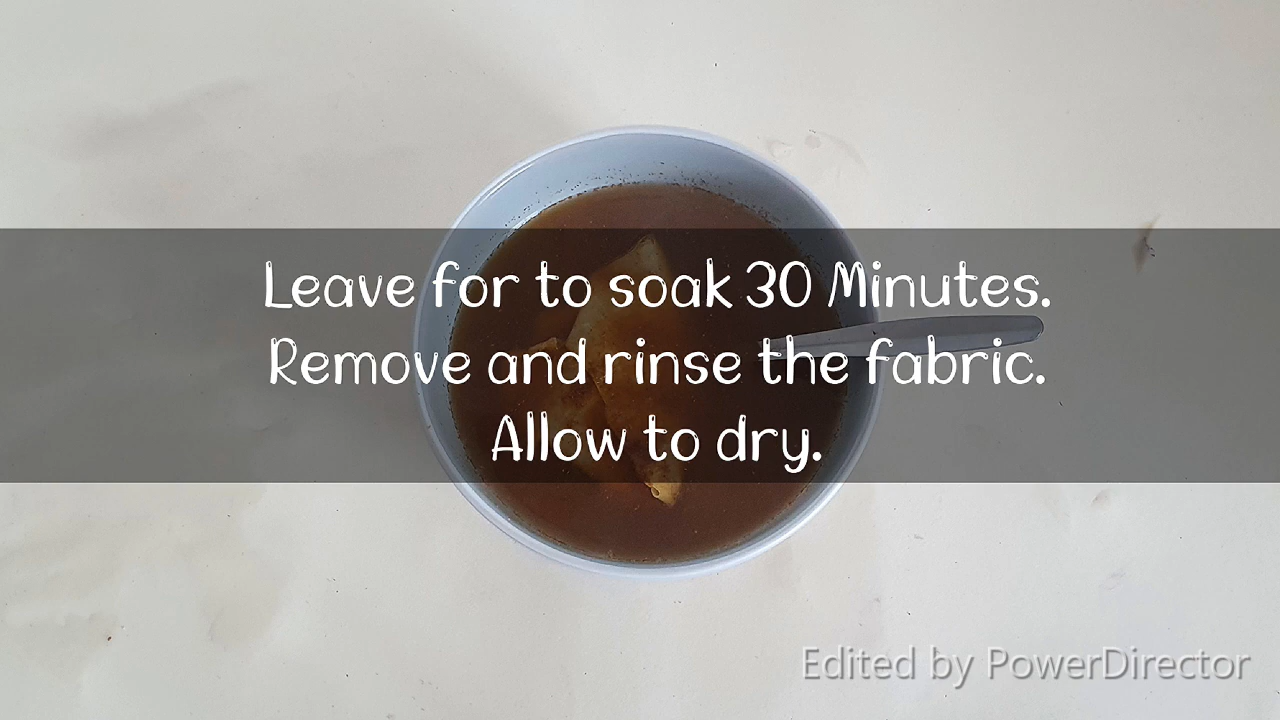 Leave for to soak 30 Minutes.
Remove and rinse the fabric.
Allow to dry.
Edited by PowerDirector